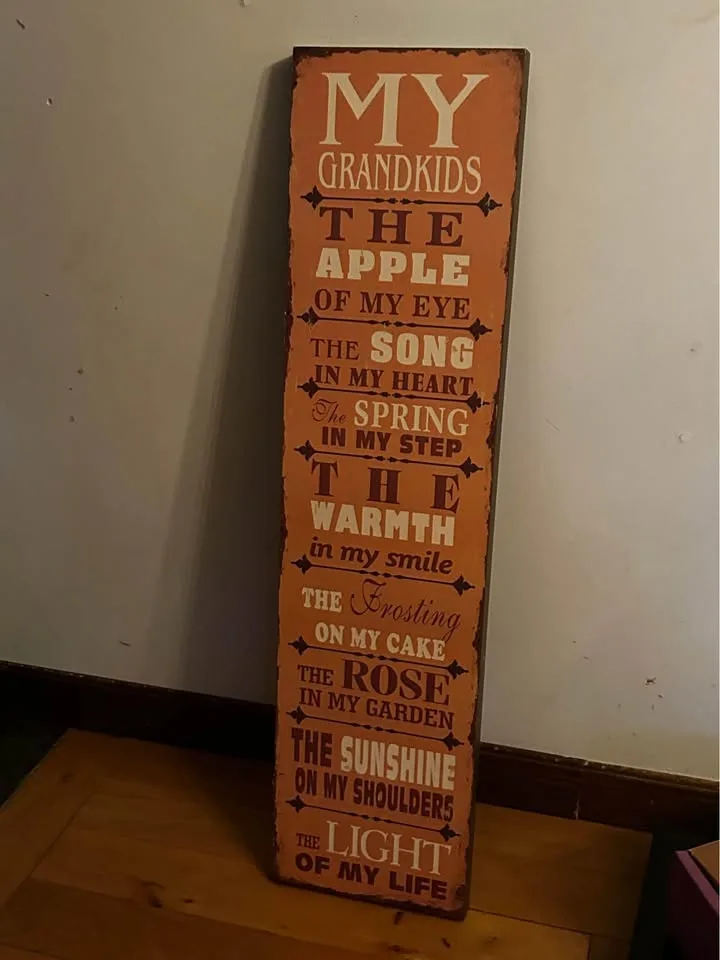 MY
GRANDKIDS
THE
APPLE
OF MY EYE
THE SONG
IN MY HEART
The SPRING
IN MY STEP
THE
WARMTH
in my smile
THE Frosting
ON MY CAKE
THE ROSE
IN MY GARDEN
THE SUNSHINE
ON MY SHOULDERS
THE LIGHT
OF MY LIFE